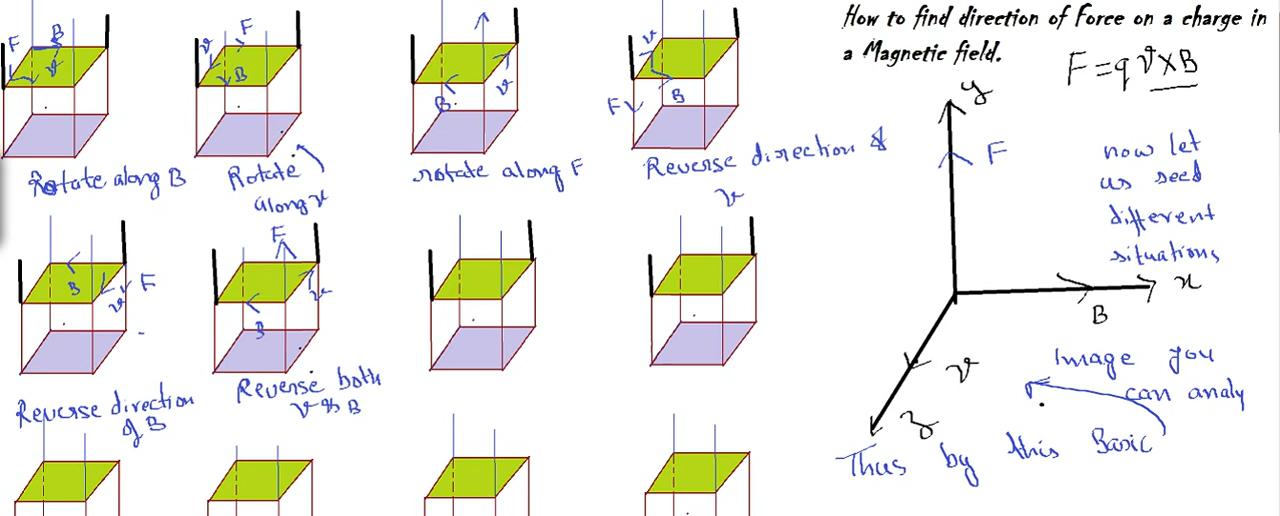 How to find direction of Force on a charge in
a Magnetic field.
F = q v × B
F
B
v
v
F
B
B
v
v
B
F
Rotate along B
Rotate
along v
rotate along F
Reverse direction of
v
B
v
F
F
v
B
Reverse direction
of B
Reverse both
v & B
y
F
x
B
v
z
now let
us seed
different
situations
Image you
can analy
Thus by this Basic